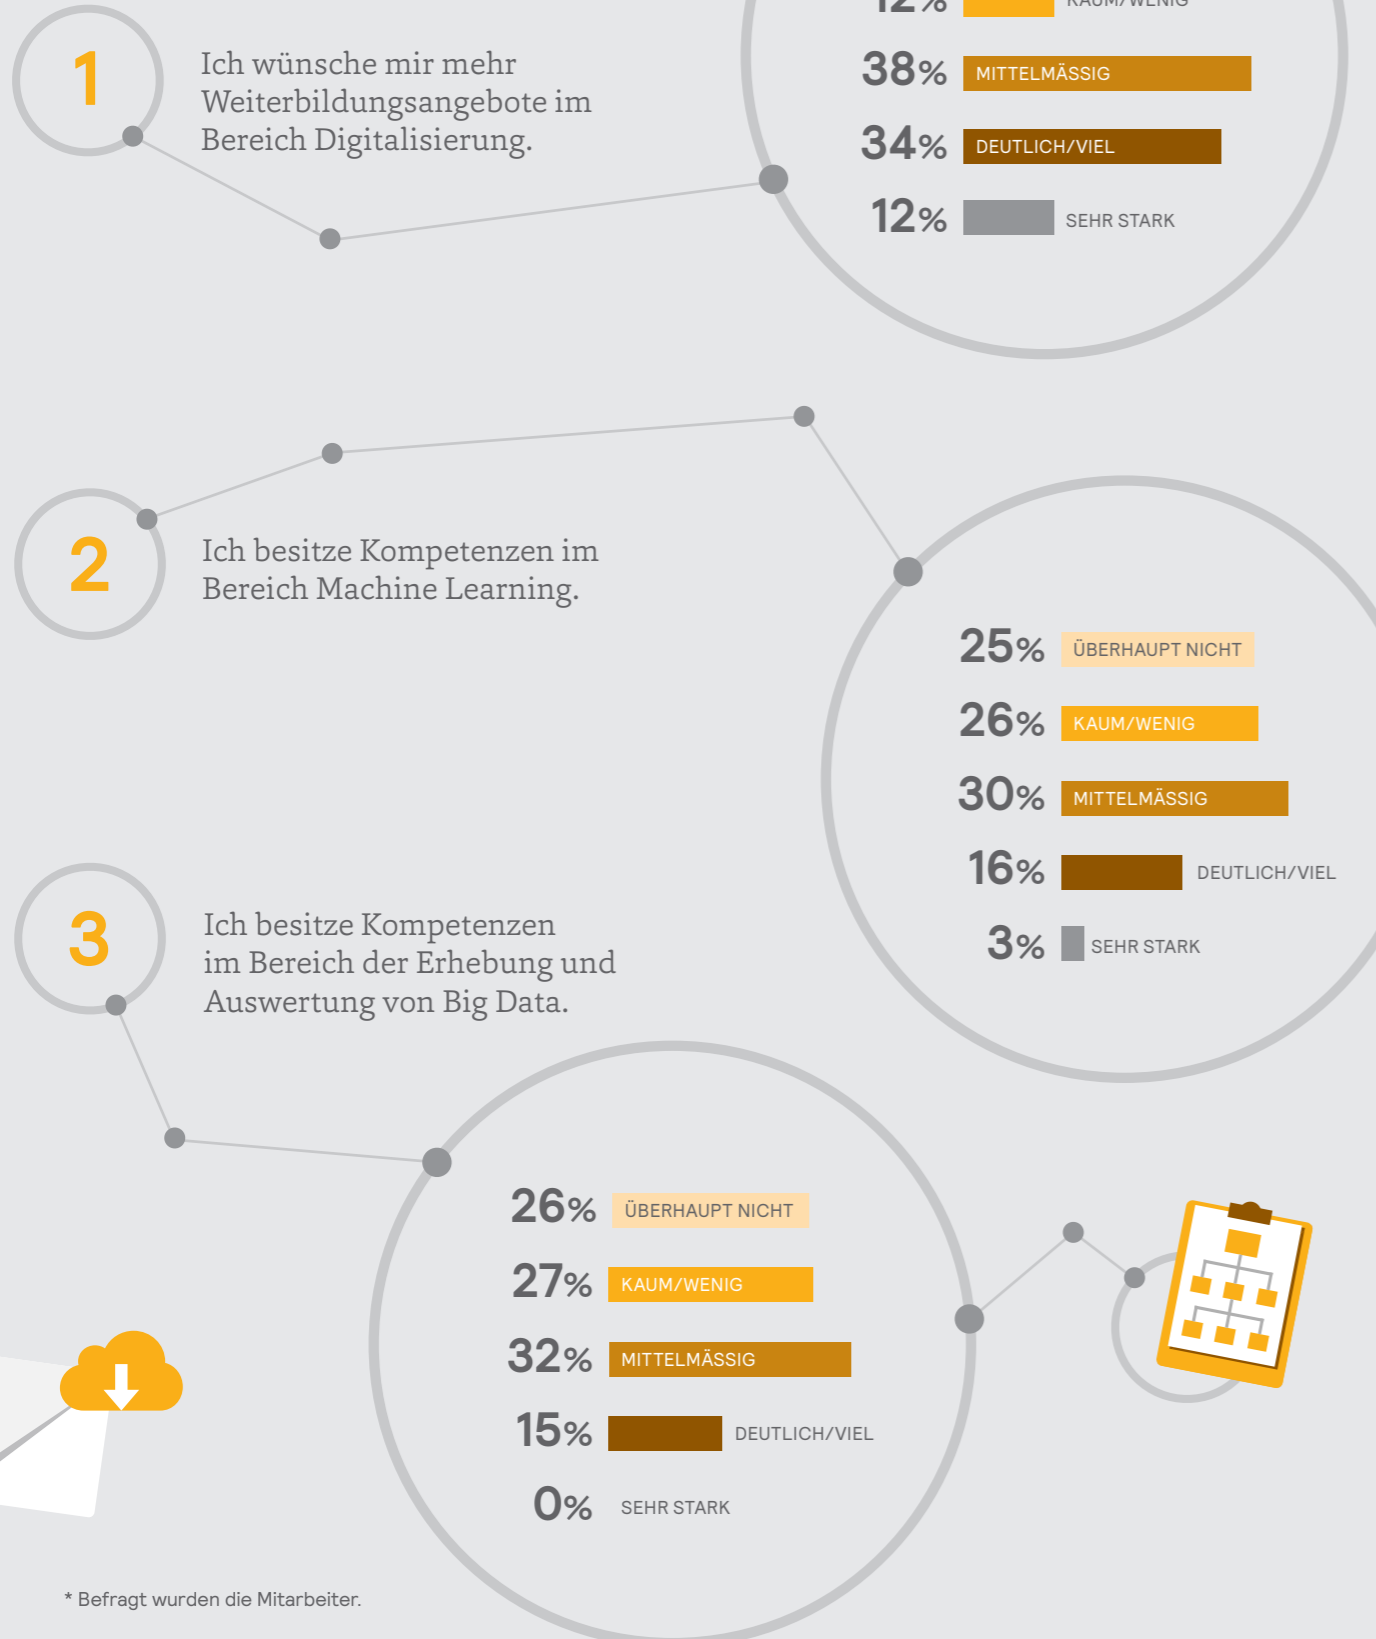 12% KAUM/WENIG
1
Ich wünsche mir mehr
Weiterbildungsangebote im
Bereich Digitalisierung.
38% MITTELMÄSSIG
34% DEUTLICH/VIEL
12% SEHR STARK
2
Ich besitze Kompetenzen im
Bereich Machine Learning.
25% ÜBERHAUPT NICHT
26% KAUM/WENIG
30% MITTELMÄSSIG
16% DEUTLICH/VIEL
3% SEHR STARK
3
Ich besitze Kompetenzen
im Bereich der Erhebung und
Auswertung von Big Data.
26% ÜBERHAUPT NICHT
27% KAUM/WENIG
32% MITTELMÄSSIG
15% DEUTLICH/VIEL
0% SEHR STARK
* Befragt wurden die Mitarbeiter.